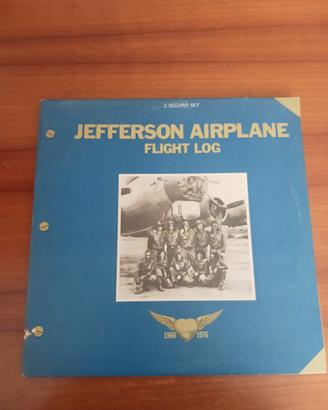 2 RECORD SET
JEFFERSON AIRPLANE
FLIGHT LOG
1966 1976